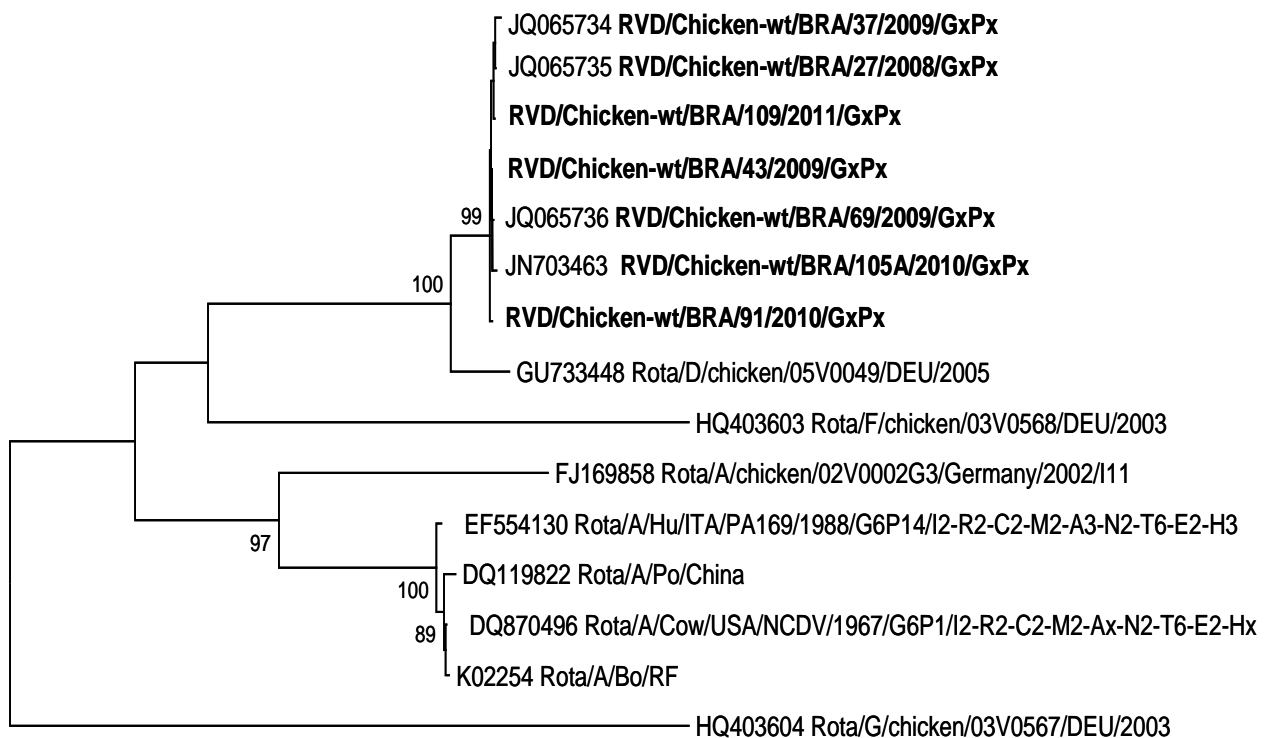 JQ065734 RVD/Chicken-wt/BRA/37/2009/GxPx
JQ065735 RVD/Chicken-wt/BRA/27/2008/GxPx
RVD/Chicken-wt/BRA/109/2011/GxPx
RVD/Chicken-wt/BRA/43/2009/GxPx
99
JQ065736 RVD/Chicken-wt/BRA/69/2009/GxPx
JN703463 RVD/Chicken-wt/BRA/105A/2010/GxPx
100
RVD/Chicken-wt/BRA/91/2010/GxPx
GU733448 Rota/D/chicken/05V0049/DEU/2005
HQ403603 Rota/F/chicken/03V0568/DEU/2003
FJ169858 Rota/A/chicken/02V0002G3/Germany/2002/I11
EF554130 Rota/A/Hu/ITA/PA169/1988/G6P14/I2-R2-C2-M2-A3-N2-T6-E2-H3
97
DQ119822 Rota/A/Po/China
100
DQ870496 Rota/A/Cow/USA/NCDV/1967/G6P1/I2-R2-C2-M2-Ax-N2-T6-E2-Hx
89
K02254 Rota/A/Bo/RF
HQ403604 Rota/G/chicken/03V0567/DEU/2003